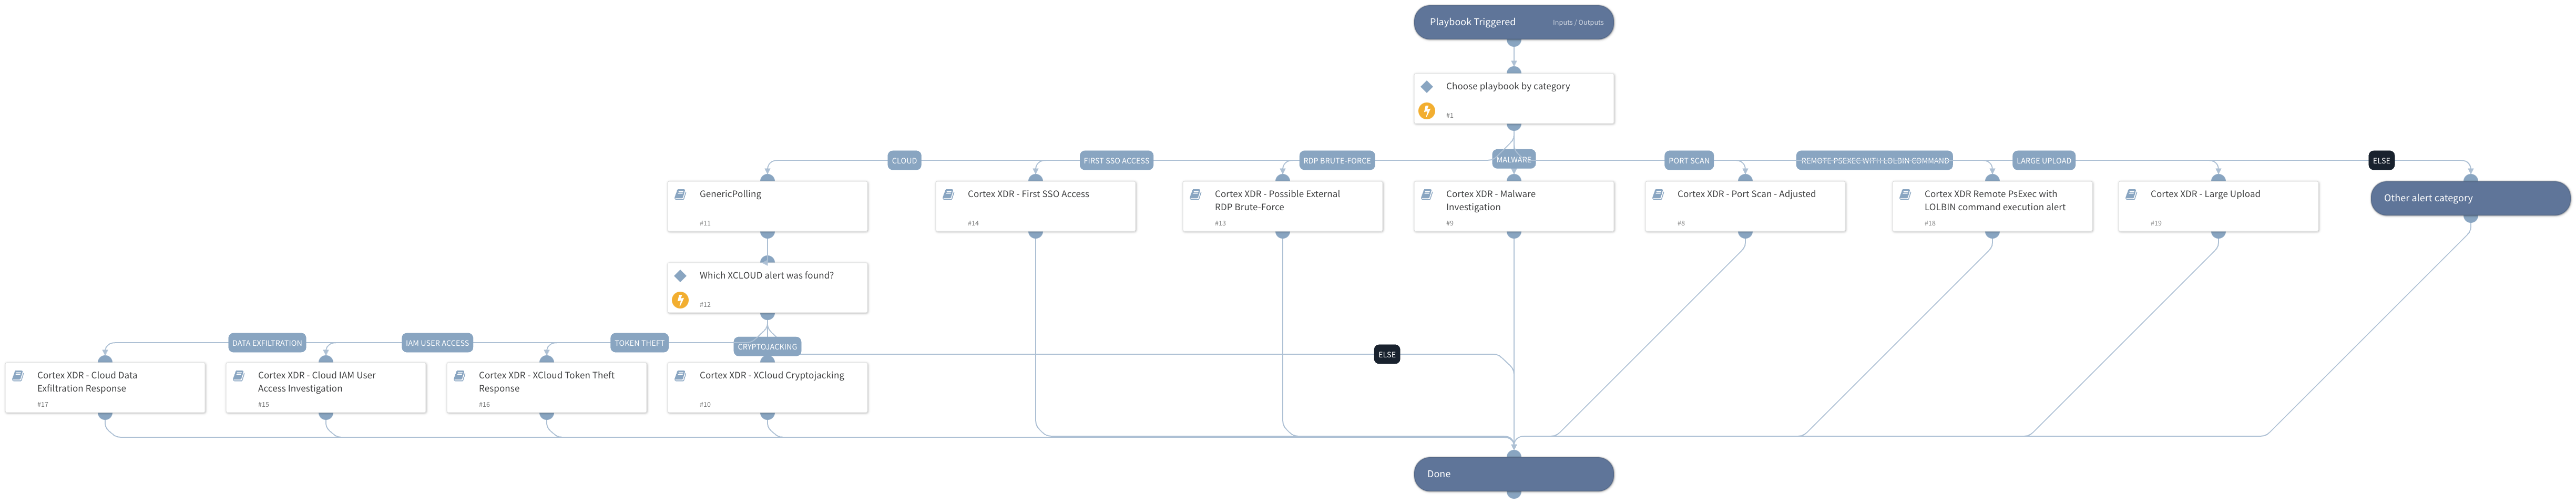 Playbook Triggered
Inputs / Outputs
Choose playbook by category
#1
CLOUD
FIRST SSO ACCESS
RDP BRUTE-FORCE
MALWARE
PORT SCAN
REMOTE PSEXEC WITH LOLBIN COMMAND
LARGE UPLOAD
ELSE
GenericPolling
#11
Cortex XDR - First SSO Access
#14
Cortex XDR - Possible External
RDP Brute-Force
#13
Cortex XDR - Malware
Investigation
#9
Cortex XDR - Port Scan - Adjusted
#8
Cortex XDR Remote PsExec with
LOLBIN command execution alert
#18
Cortex XDR - Large Upload
#19
Other alert category
Which XCLOUD alert was found?
#12
DATA EXFILTRATION
IAM USER ACCESS
TOKEN THEFT
CRYPTOJACKING
ELSE
Cortex XDR - Cloud Data
Exfiltration Response
#17
Cortex XDR - Cloud IAM User
Access Investigation
#15
Cortex XDR - XCloud Token Theft
Response
#16
Cortex XDR - XCloud Cryptojacking
#10
Done